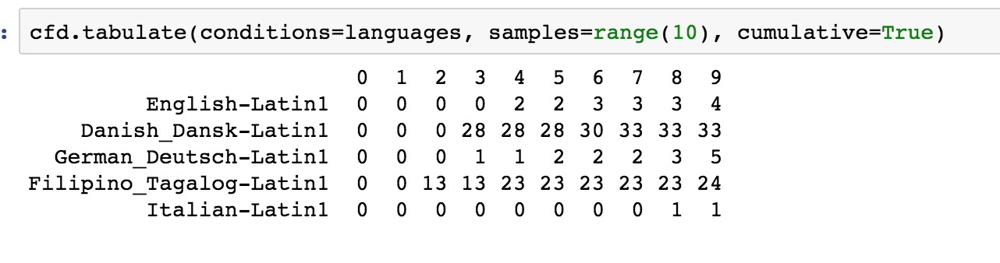 : cfd.tabulate(conditions=languages, samples=range(10), cumulative=True)
0 1 2 3 4 5 6 7 8 9
English-Latin1 0 0 0 0 2 2 3 3 3 4
Danish_Dansk-Latin1 0 0 0 28 28 28 30 33 33 33
German_Deutsch-Latin1 0 0 0 1 1 2 2 2 3 5
Filipino_Tagalog-Latin1 0 0 13 13 23 23 23 23 23 24
Italian-Latin1 0 0 0 0 0 0 0 0 1 1